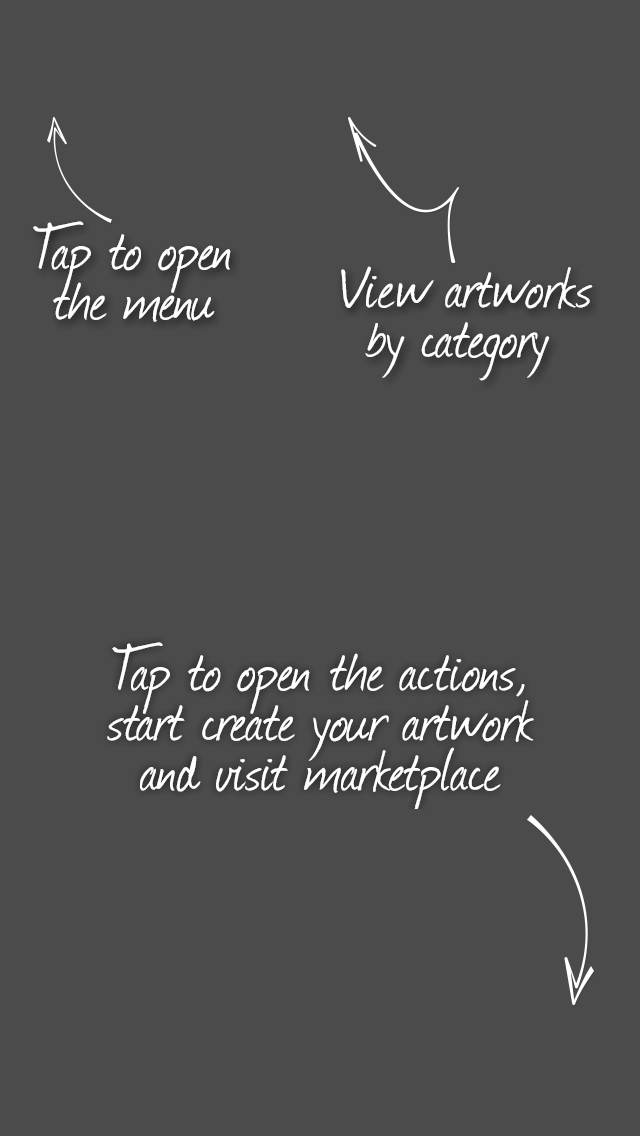 Tap to open
the menu
View artworks
by category
Tap to open the actions,
start create your artwork
and visit marketplace